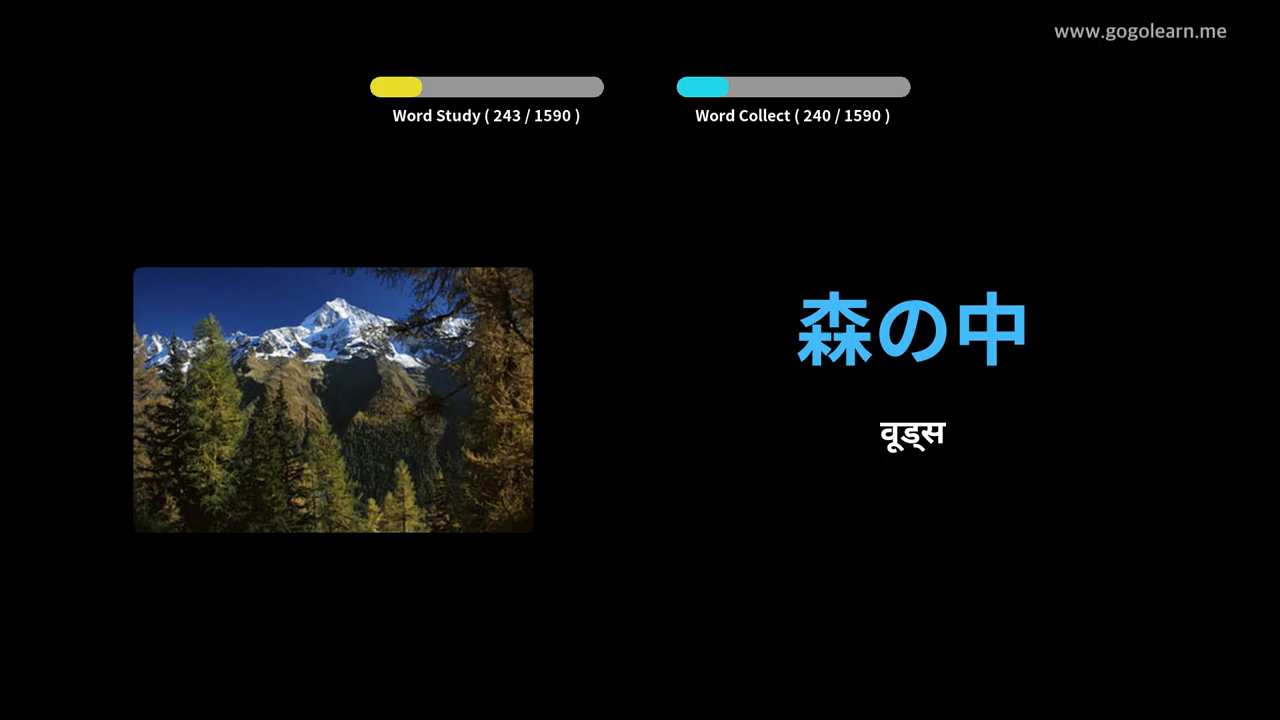 www.gogolearn.me
Word Study ( 243 / 1590 )
Word Collect ( 240 / 1590 )
森の中
वूड्स